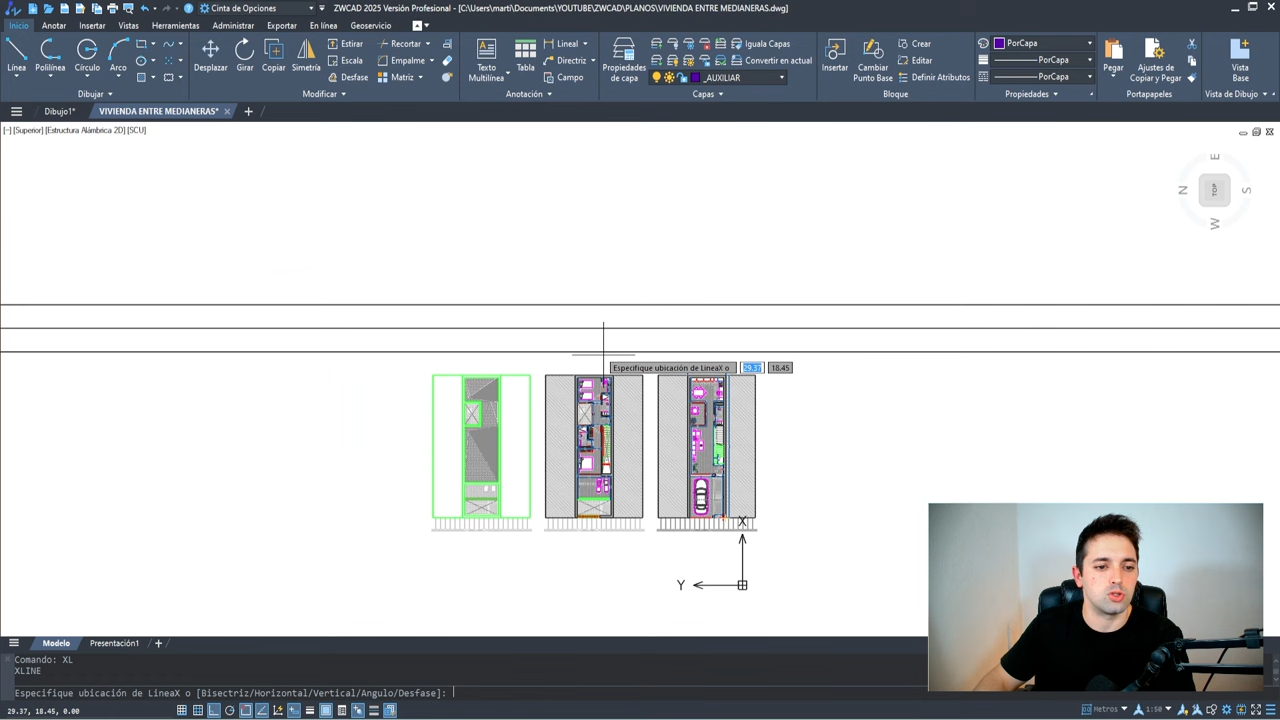 Cinta de Opciones
ZWCAD 2025 Versión Profesional - [C:\Users\marti\Documents\YOUTUBE\ZWCAD\PLANOS\VIVIENDA ENTRE MEDIANERAS.dwg]
Inicio Anotar Insertar Vistas Herramientas Administrar Exportar En línea Geoservicio
Línea Polilínea Círculo Arco
Dibujar
Desplazar Girar Copiar Simetría
Estirar Recortar
Escala Empalme
Desfase Matriz
Modificar
Texto Multilínea Tabla
Lineal
Directriz
Campo
Anotación
Propiedades de capa
Iguala Capas
Convertir en actual
_AUXILIAR
Capas
Insertar Cambiar Punto Base
Crear
Editar
Definir Atributos
Bloque
PorCapa
PorCapa
PorCapa
Propiedades
Pegar Ajustes de Copiar y Pegar
Portapapeles
Vista Base
Vista de Dibujo
Dibujo1* VIVIENDA ENTRE MEDIANERAS*
[−] [Superior] [Estructura Alámbrica 2D] [SCU]
E
N TOP S
W
Especifique ubicación de LíneaX o 29.37 18.45
X
Y
Modelo Presentación1
Comando: XL
XLINE
Especifique ubicación de LíneaX o [Bisectriz/Horizontal/Vertical/Angulo/Desfase]:
29.37, 18.45, 0.00
Metros 1:50